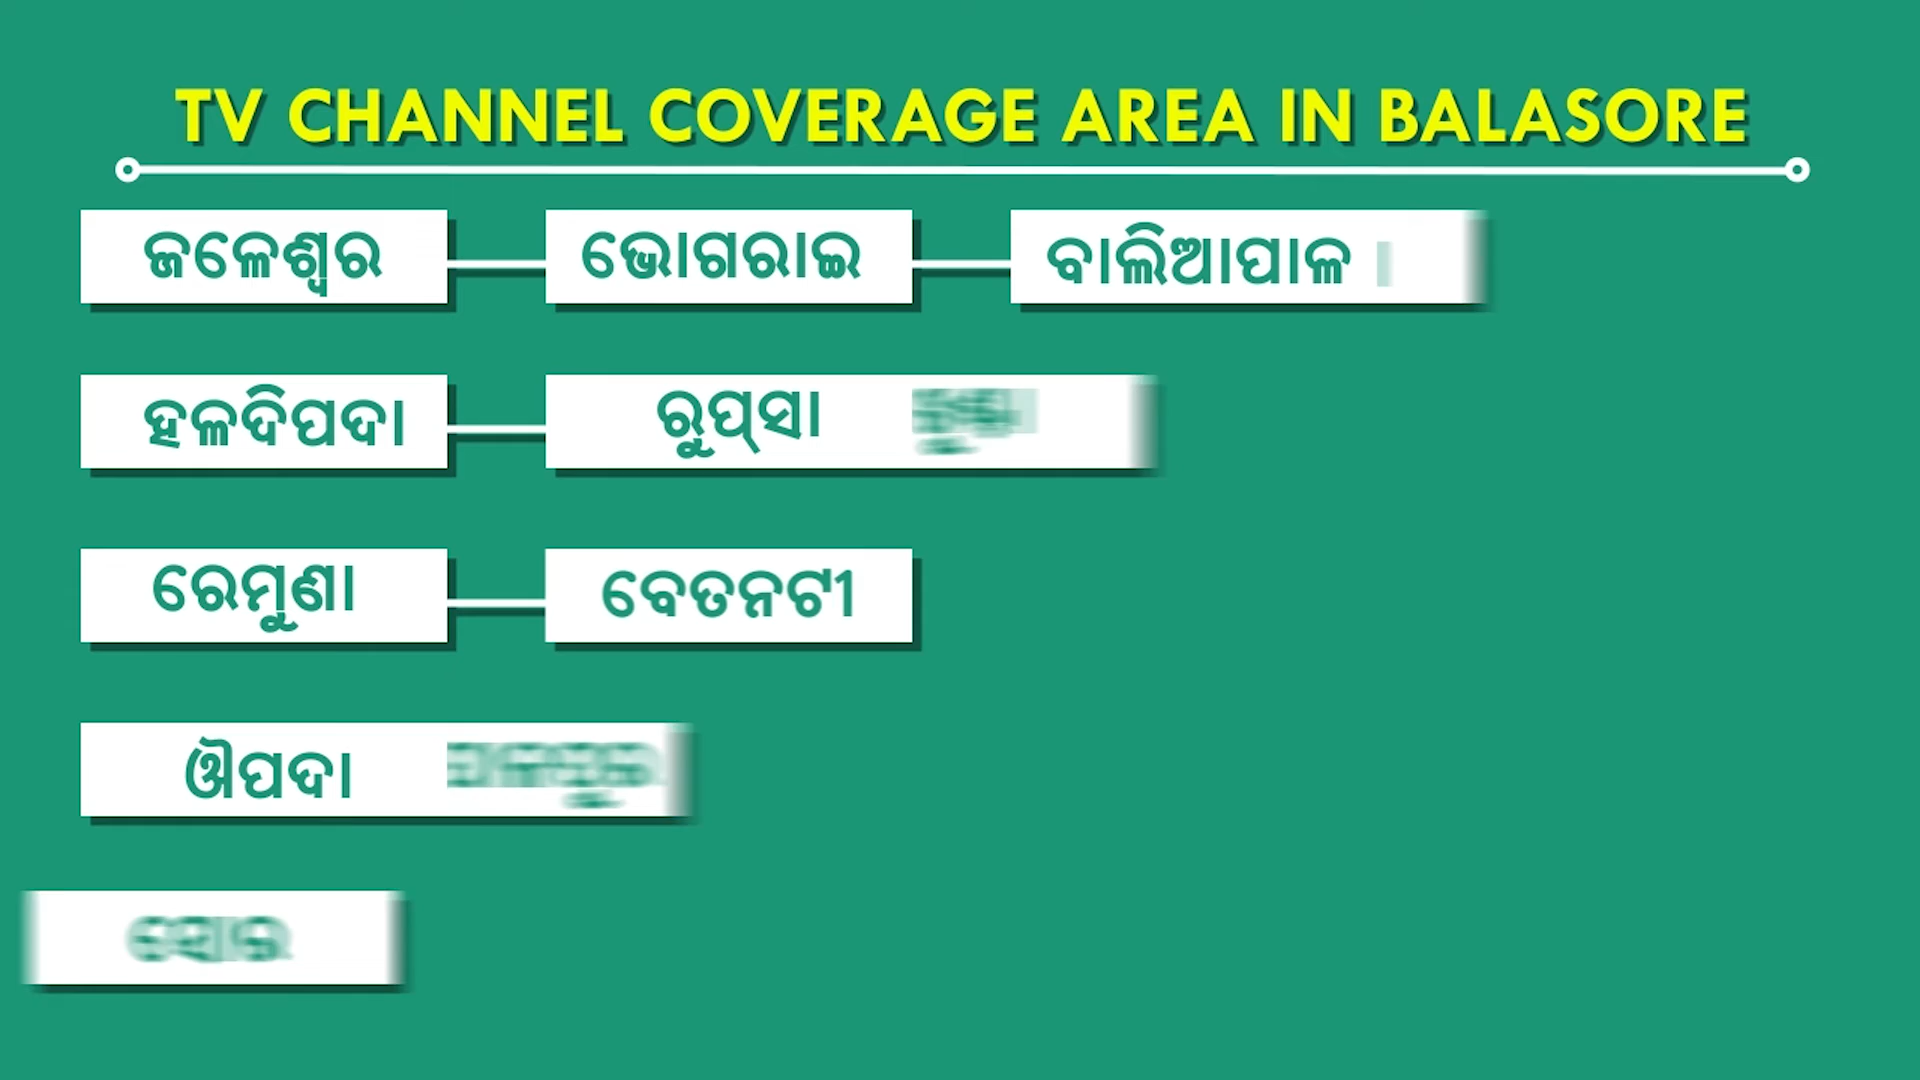 TV CHANNEL COVERAGE AREA IN BALASORE
ଜଳେଶ୍ୱର ଭୋଗରାଇ ବାଲିଆପାଳ
ହଳଦିପଦା ରୁପ୍‌ସା
ରେମୁଣା ବେତନଟୀ
ଔପଦା